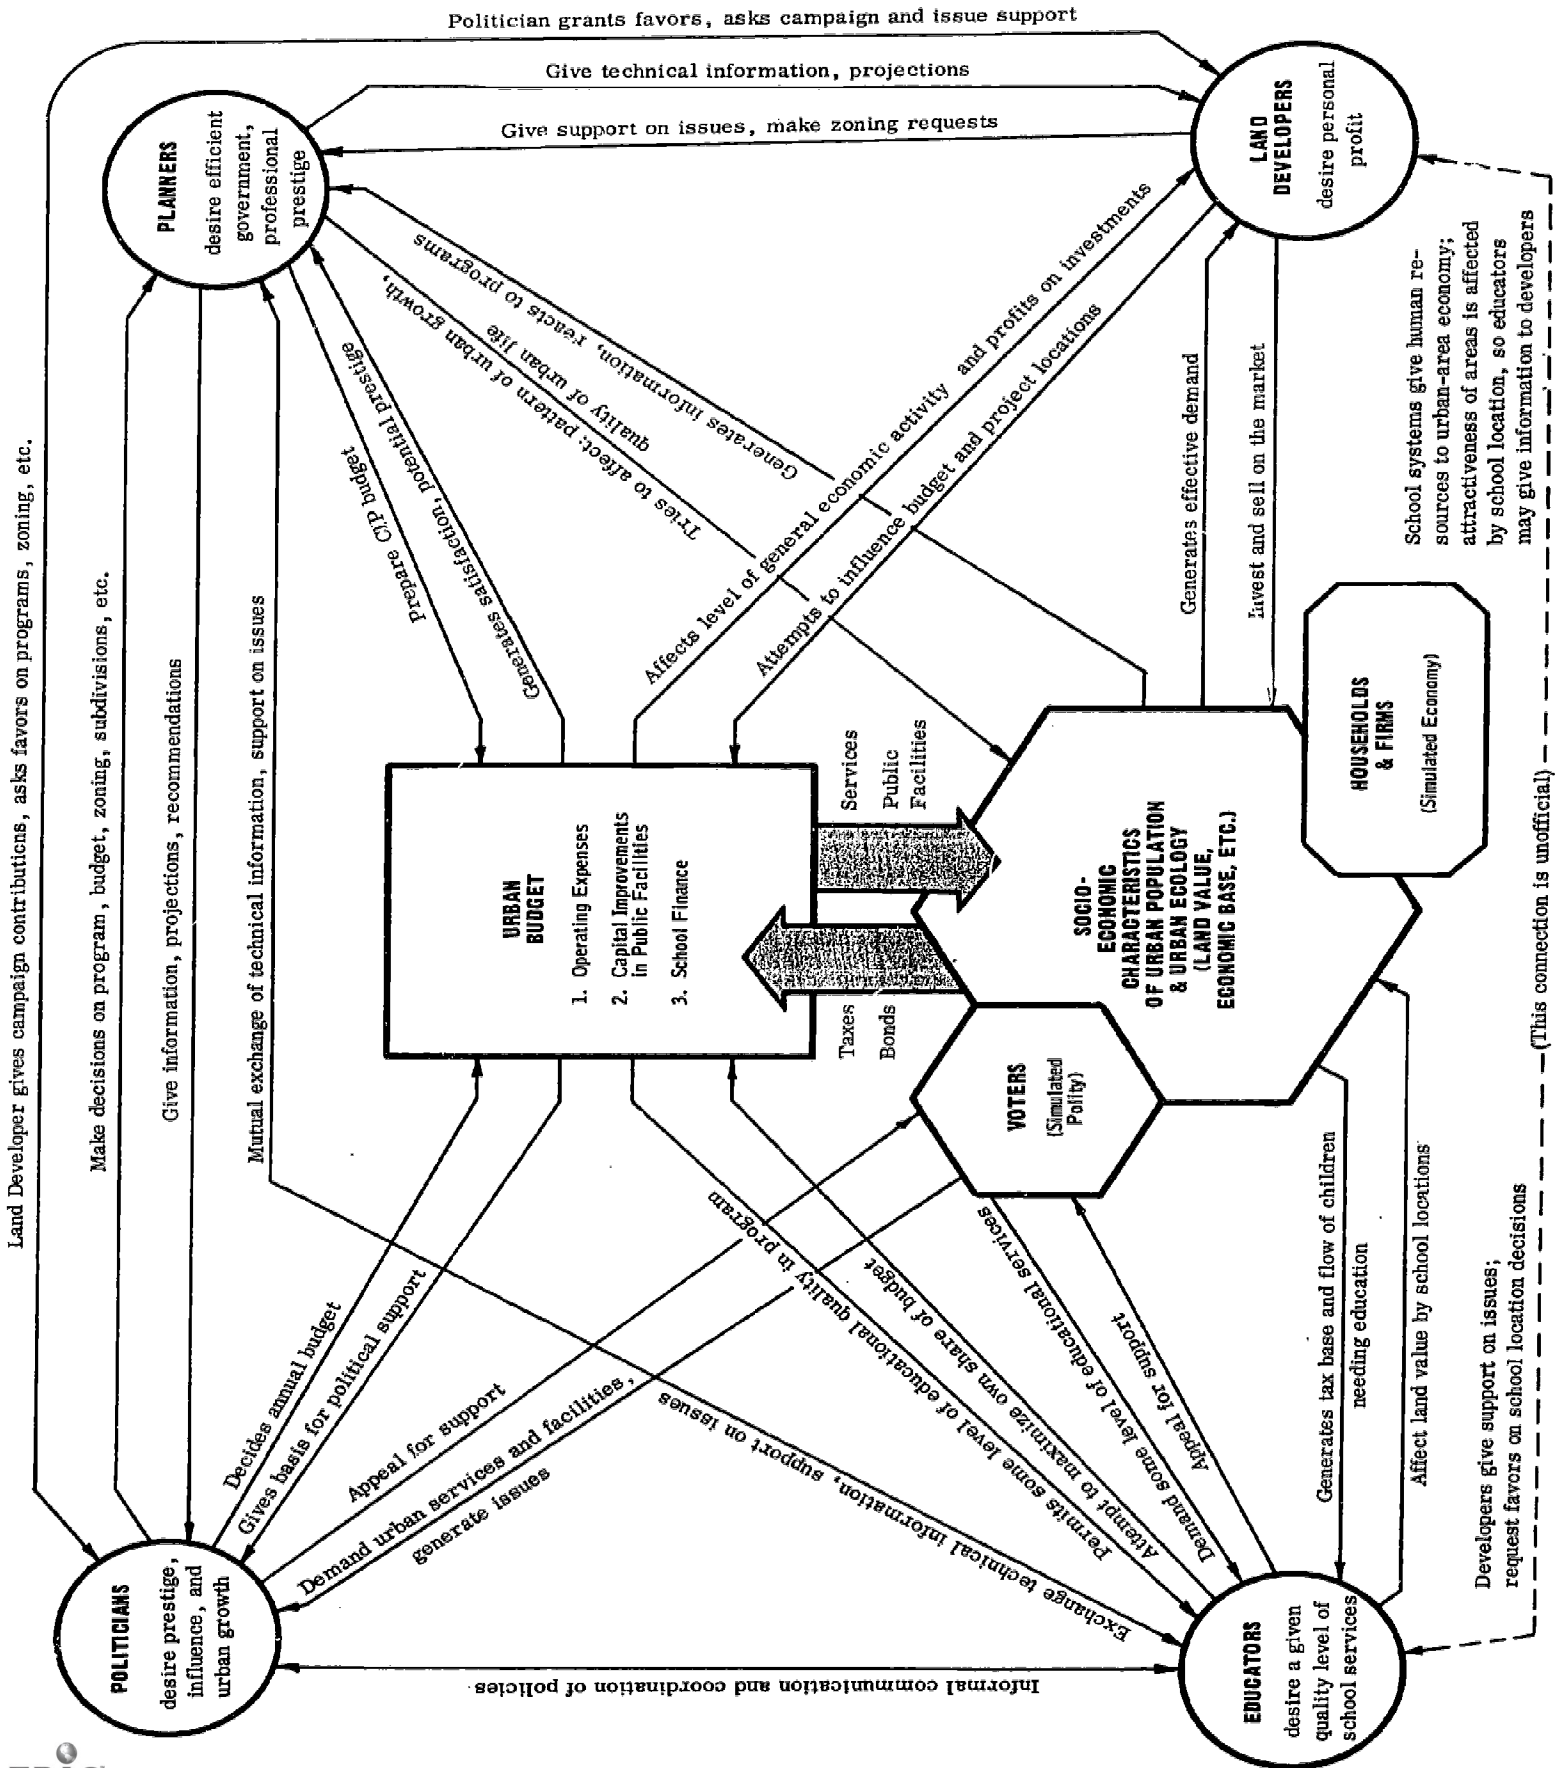 Land Developer gives campaign contributions, asks favors on programs, zoning, etc.
Make decisions on program, budget, zoning, subdivisions, etc.
Give information, projections, recommendations
Mutual exchange of technical information, support on issues
POLITICIANS
desire prestige,
influence, and
urban growth
PLANNERS
desire efficient
government,
professional
prestige
Politician grants favors, asks campaign and issue support
Give technical information, projections
Give support on issues, make zoning requests
Decides annual budget
Gives basis for political support
Appeal for support
Demand urban services and facilities,
generate issues
Prepare CIP budget
Generates satisfaction, potential prestige
Tries to affect: pattern of urban growth,
quality of urban life
Generates information, reacts to programs
URBAN
BUDGET
1. Operating Expenses
2. Capital Improvements
in Public Facilities
3. School Finance
Affects level of general economic activity and profits on investments
Attempts to influence budget and project locations
Taxes
Bonds
Services
Public
Facilities
Informal communication and coordination of policies
Exchange technical information, support on issues
Permits some level of educational quality in program
Attempt to maximize own share of budget
Demand some level of educational services
Appeal for support
VOTERS
(Simulated
Polity)
SOCIO-
ECONOMIC
CHARACTERISTICS
OF URBAN POPULATION
& URBAN ECOLOGY
(LAND VALUE,
ECONOMIC BASE, ETC.)
HOUSEHOLDS
& FIRMS
(Simulated Economy)
Generates effective demand
Invest and sell on the market
LAND
DEVELOPERS
desire personal
profit
EDUCATORS
desire a given
quality level of
school services
Generates tax base and flow of children
needing education
Affect land value by school locations
Developers give support on issues;
request favors on school location decisions
(This connection is unofficial)
School systems give human re-
sources to urban-area economy;
attractiveness of areas is affected
by school location, so educators
may give information to developers